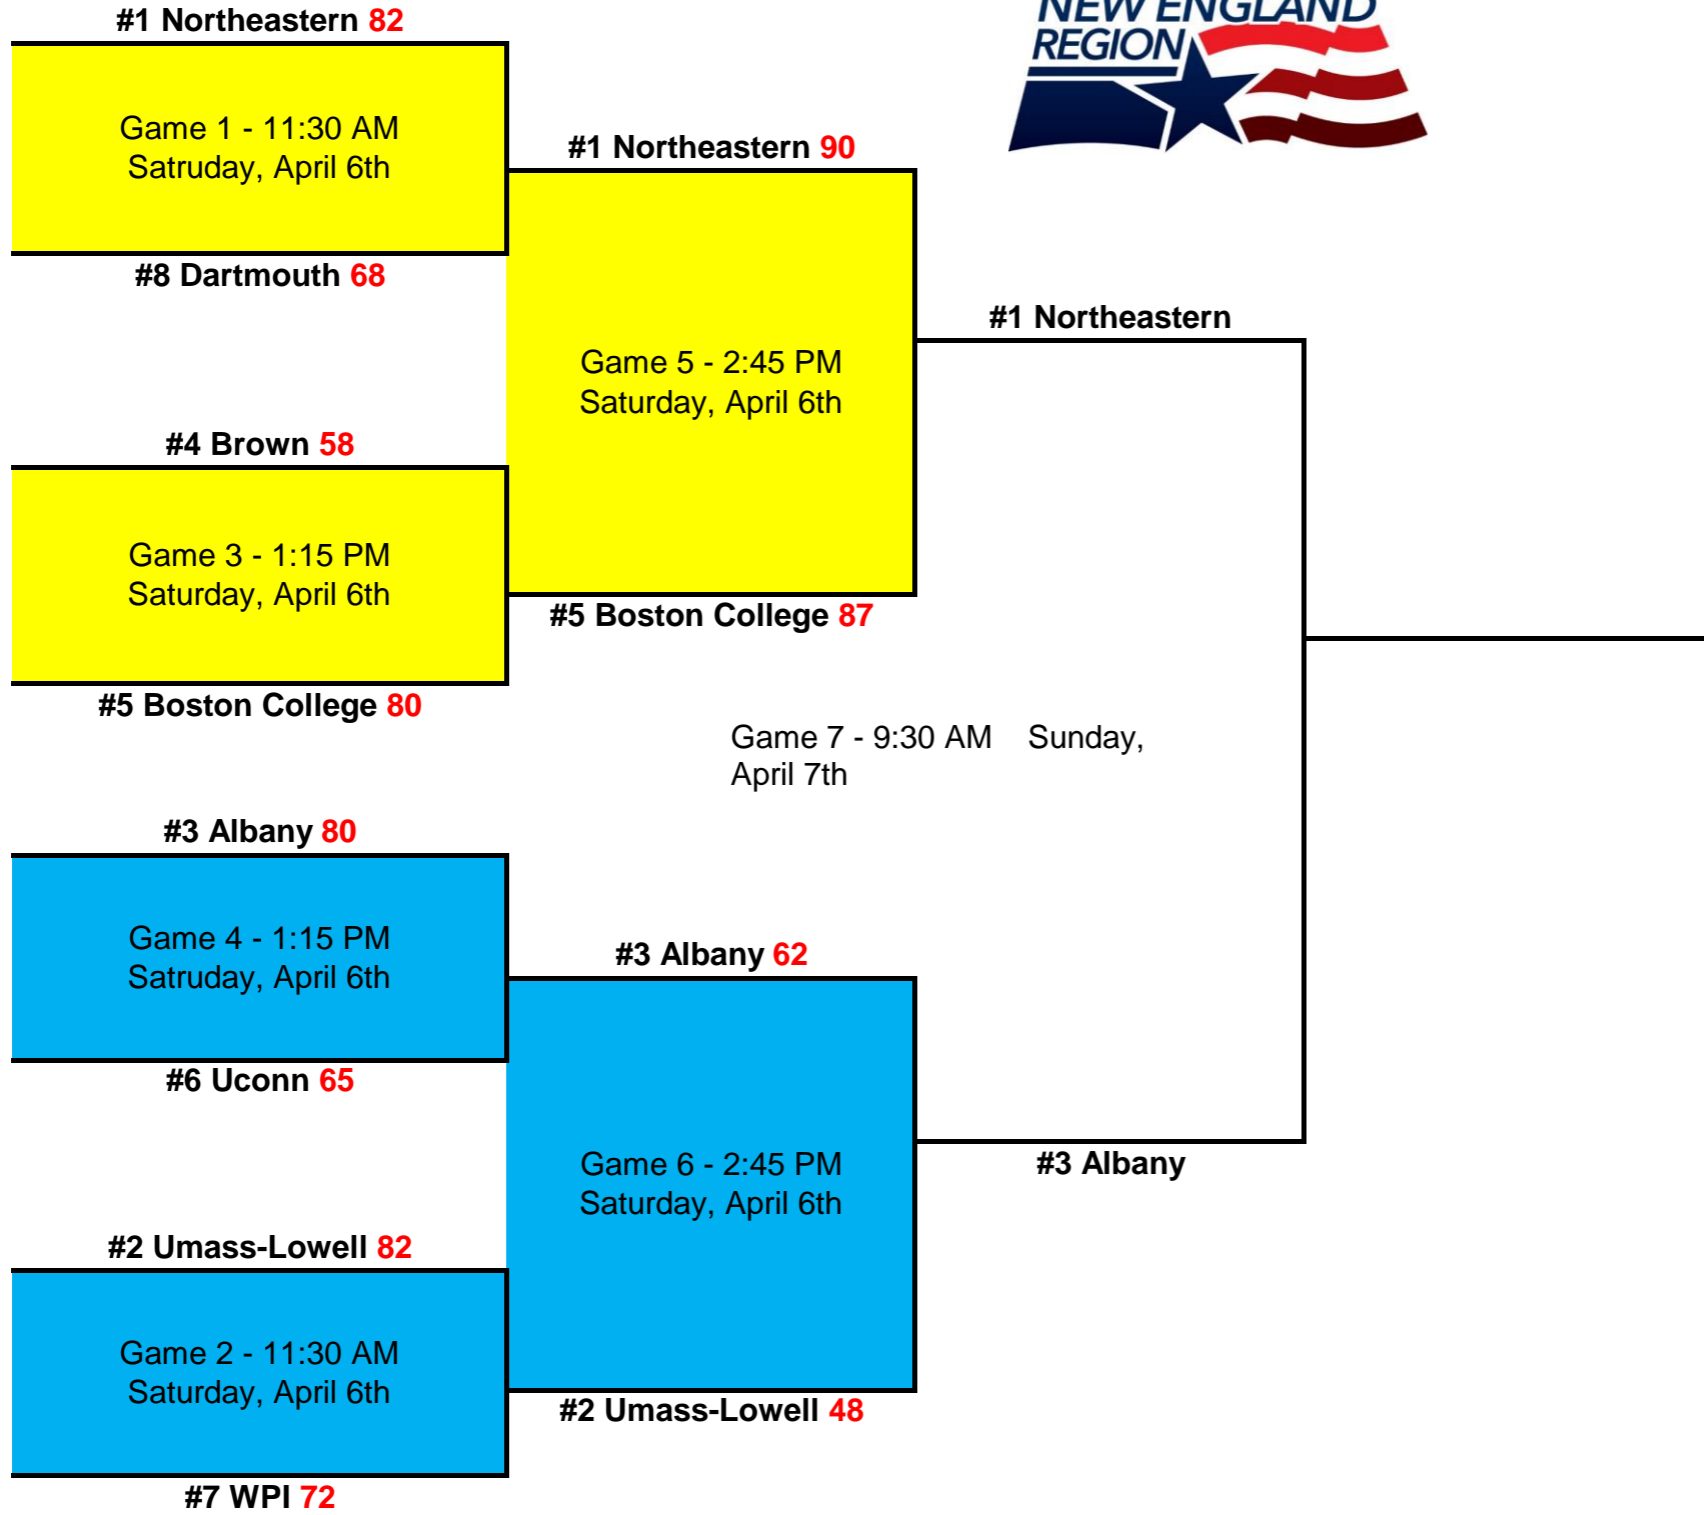 NEW ENGLAND
REGION
#1 Northeastern 82
Game 1 - 11:30 AM
Satruday, April 6th
#8 Dartmouth 68
#1 Northeastern 90
Game 5 - 2:45 PM
Saturday, April 6th
#5 Boston College 87
#4 Brown 58
Game 3 - 1:15 PM
Saturday, April 6th
#5 Boston College 80
#1 Northeastern
Game 7 - 9:30 AM    Sunday,
April 7th
#3 Albany 80
Game 4 - 1:15 PM
Satruday, April 6th
#6 Uconn 65
#3 Albany 62
Game 6 - 2:45 PM
Saturday, April 6th
#2 Umass-Lowell 48
#3 Albany
#2 Umass-Lowell 82
Game 2 - 11:30 AM
Saturday, April 6th
#7 WPI 72